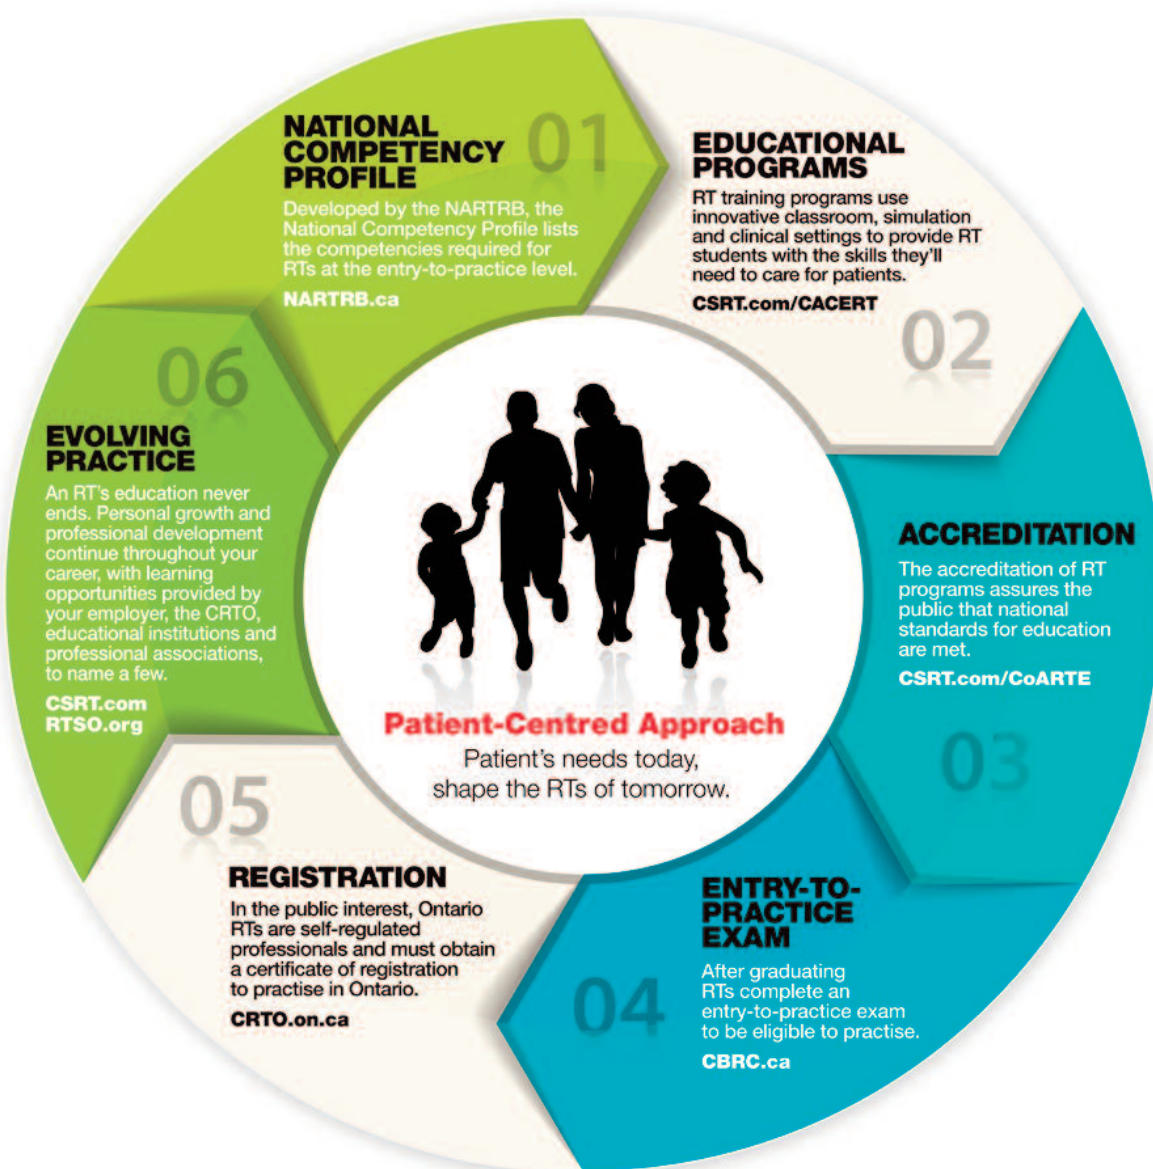 01
NATIONAL
COMPETENCY
PROFILE
Developed by the NARTRB, the
National Competency Profile lists
the competencies required for
RTs at the entry-to-practice level.
NARTRB.ca
EDUCATIONAL
PROGRAMS
RT training programs use
innovative classroom, simulation
and clinical settings to provide RT
students with the skills they'll
need to care for patients.
CSRT.com/CACERT
02
ACCREDITATION
The accreditation of RT
programs assures the
public that national
standards for education
are met.
CSRT.com/CoARTE
03
ENTRY-TO-
PRACTICE
EXAM
04
After graduating
RTs complete an
entry-to-practice exam
to be eligible to practise.
CBRC.ca
05
REGISTRATION
In the public interest, Ontario
RTs are self-regulated
professionals and must obtain
a certificate of registration
to practise in Ontario.
CRTO.on.ca
06
EVOLVING
PRACTICE
An RT's education never
ends. Personal growth and
professional development
continue throughout your
career, with learning
opportunities provided by
your employer, the CRTO,
educational institutions and
professional associations,
to name a few.
CSRT.com
RTSO.org
Patient-Centred Approach
Patient's needs today,
shape the RTs of tomorrow.